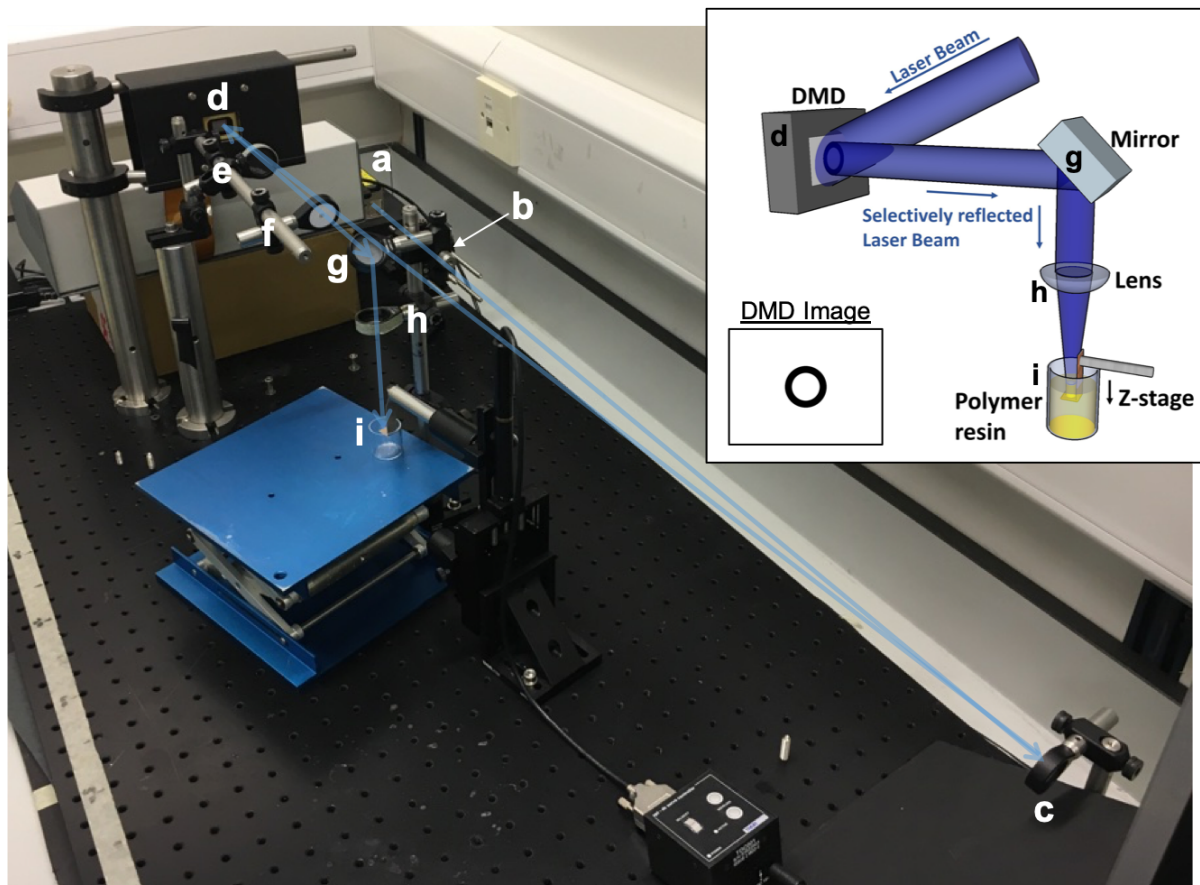 d
e
a
b
f
g
h
i
c
Laser Beam
DMD
d
g
Mirror
Selectively reflected
Laser Beam
h
Lens
DMD Image
i
Z-stage
Polymer
resin